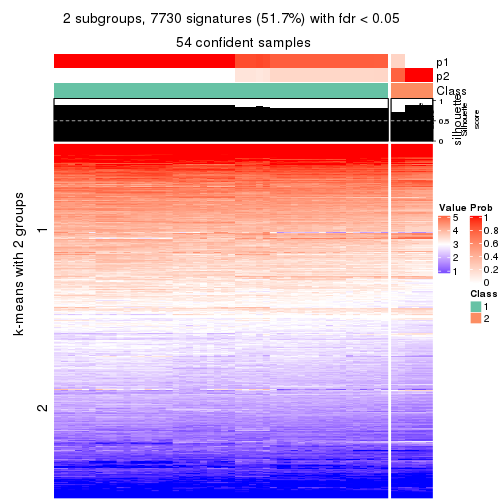 2 subgroups, 7730 signatures (51.7%) with fdr < 0.05
54 confident samples
p1
p2
Class
silhouette
1
0.5
0
Silhouette
score
k-means with 2 groups
1
2
Value
5
4
3
2
1
Prob
1
0.8
0.6
0.4
0.2
0
Class
1
2